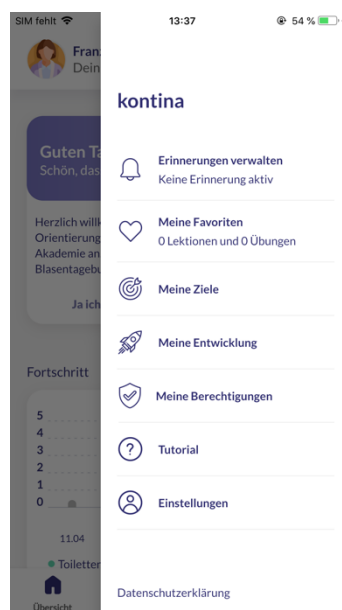 SIM fehlt
13:37
54 %
Fran
Dein
kontina
Guten Ta
Schön, das
Erinnerungen verwalten
Keine Erinnerung aktiv
Herzlich will
Orientierung
Akademie an
Blasentagebu
Ja ich
Meine Favoriten
0 Lektionen und 0 Übungen
Meine Ziele
Meine Entwicklung
Fortschritt
Meine Berechtigungen
5
4
3
2
1
0
11.04
Toiletten
Tutorial
Einstellungen
Datenschutzerklärung
Übersicht